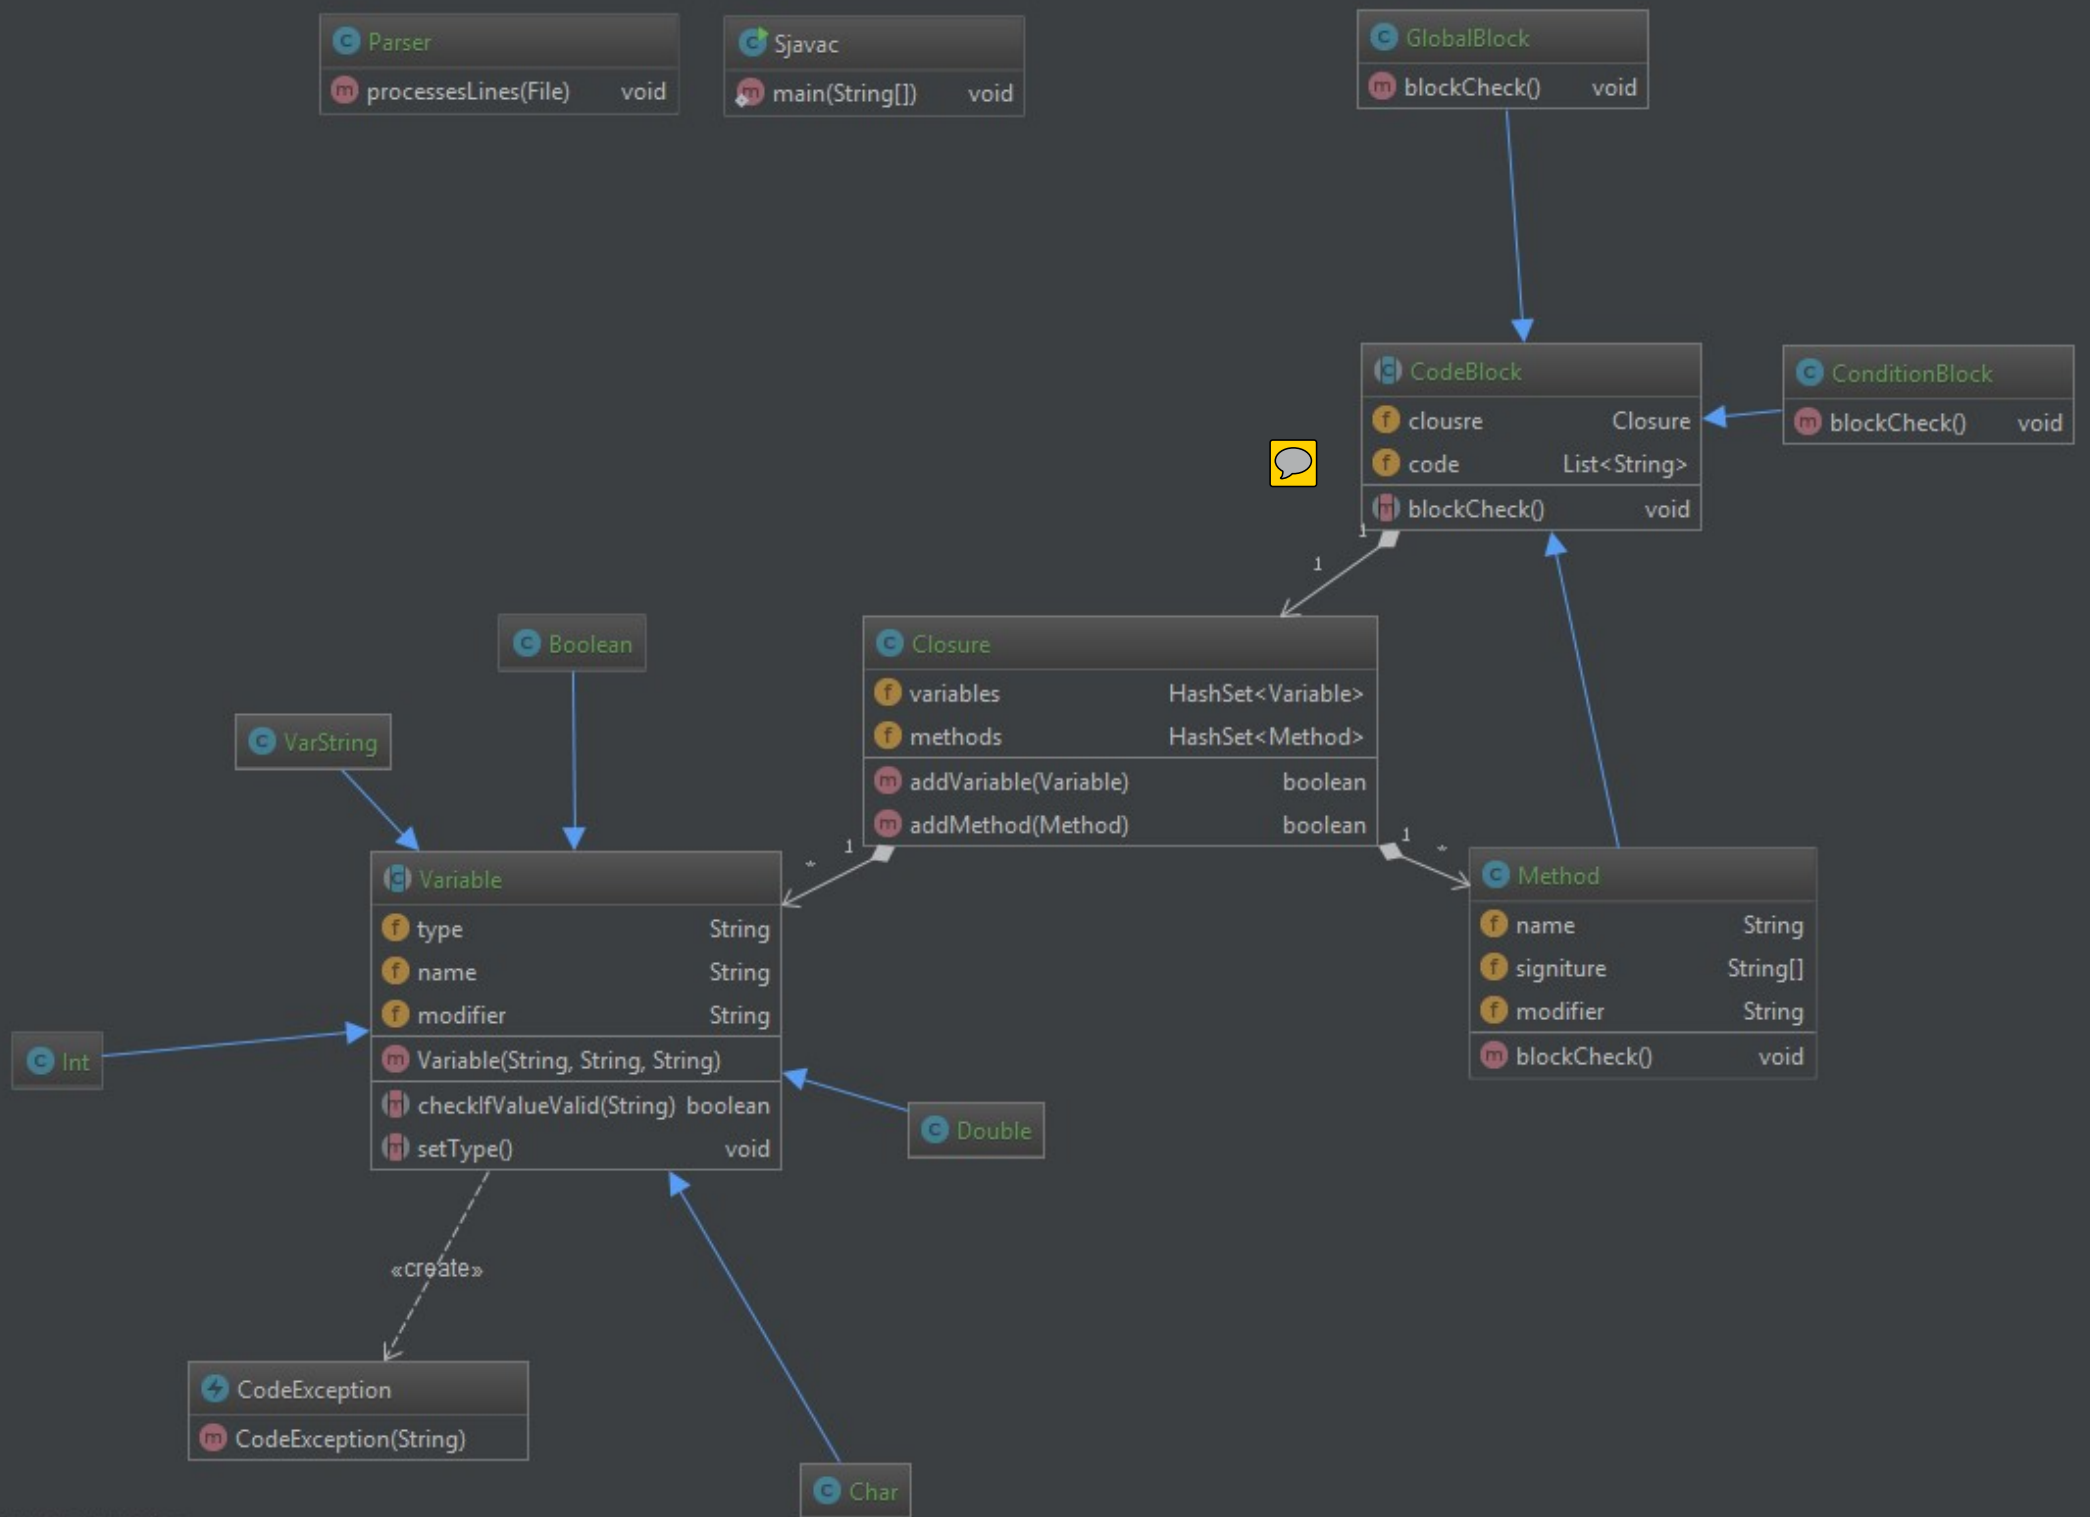 Parser
processesLines(File) void
Sjavac
main(String[]) void
GlobalBlock
blockCheck() void
CodeBlock
clousre Closure
code List<String>
blockCheck() void
ConditionBlock
blockCheck() void
1
1
Closure
variables HashSet<Variable>
methods HashSet<Method>
addVariable(Variable) boolean
addMethod(Method) boolean
1
*
1
*
Boolean
VarString
Variable
type String
name String
modifier String
Variable(String, String, String)
checkIfValueValid(String) boolean
setType() void
Method
name String
signiture String[]
modifier String
blockCheck() void
Int
Double
«create»
CodeException
CodeException(String)
Char